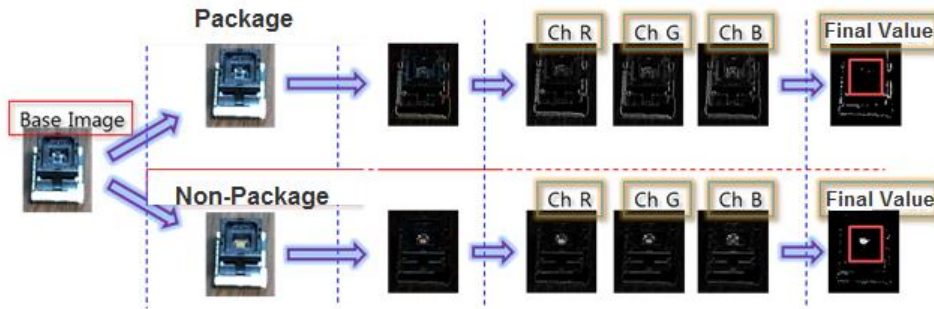 Package
Ch R
Ch G
Ch B
Final Value
Base Image
Non-Package
Ch R
Ch G
Ch B
Final Value